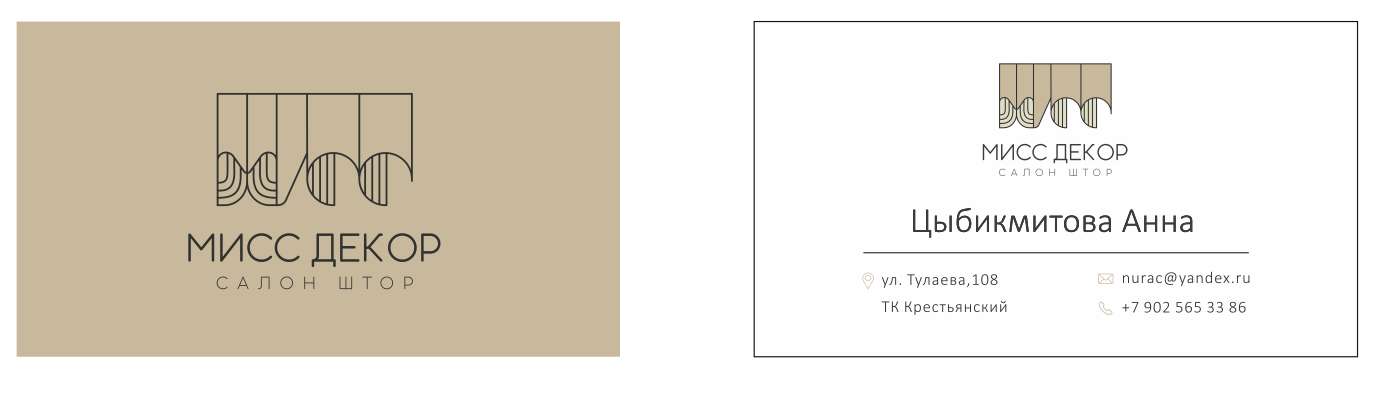 МИСС ДЕКОР
САЛОН ШТОР
МИСС ДЕКОР
САЛОН ШТОР
Цыбикмитова Анна
ул. Тулаева,108
ТК Крестьянский
nurac@yandex.ru
+7 902 565 33 86